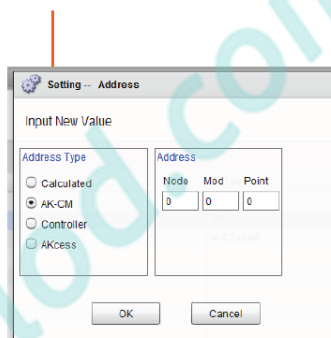 Setting -- Address
Input New Value
Address Type
Calculated
AK-CM
Controller
AKcess
Address
Node Mod Point
0 0 0
OK Cancel